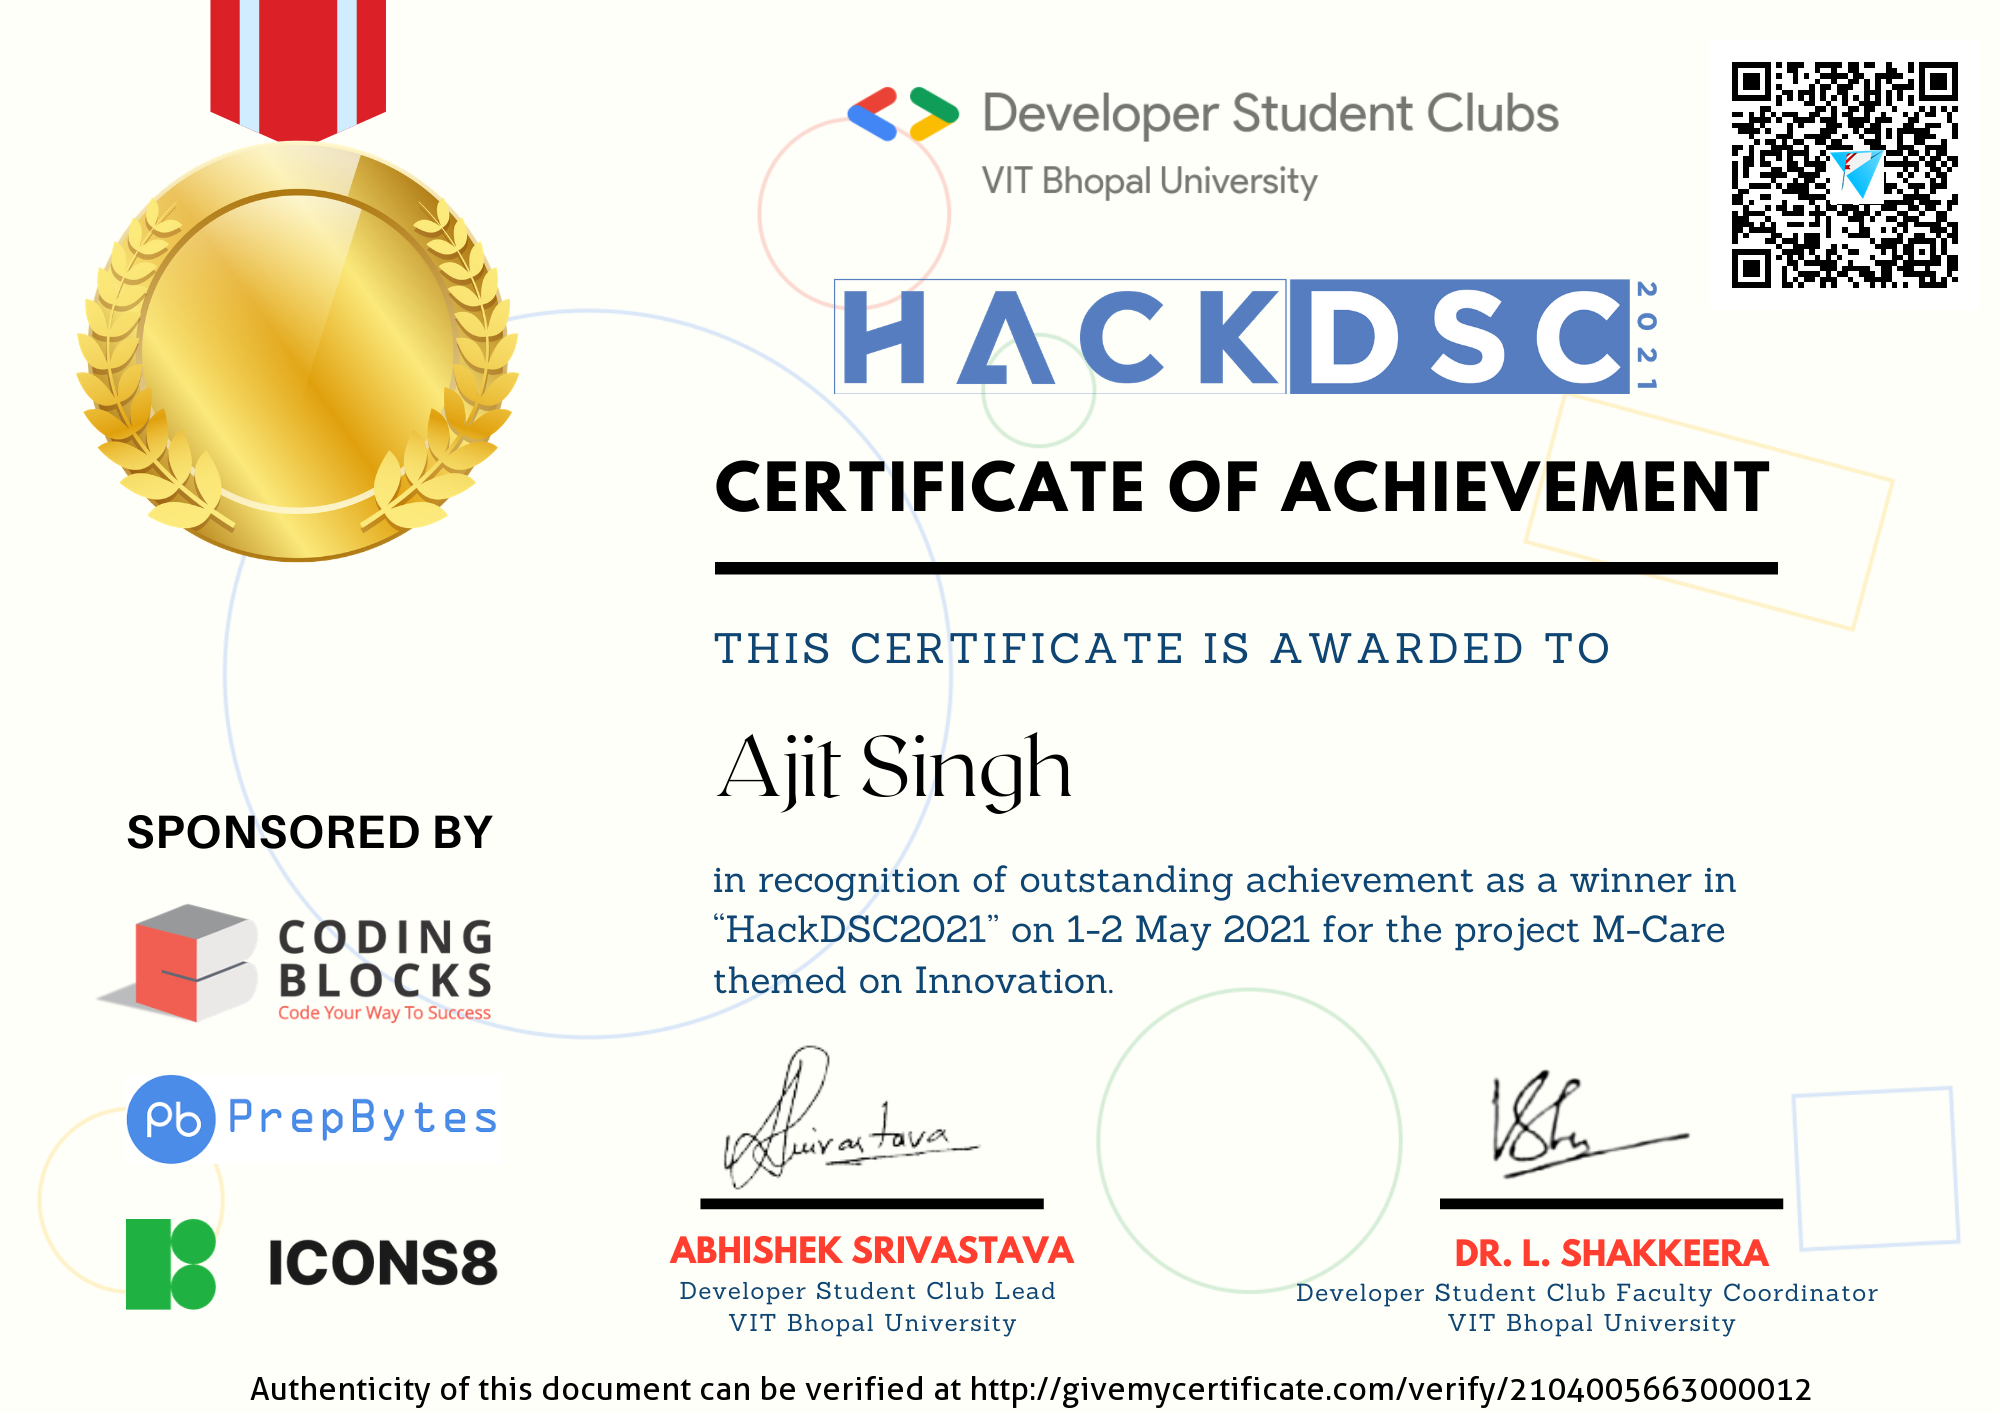 Developer Student Clubs
VIT Bhopal University
HACKDSC
2021
CERTIFICATE OF ACHIEVEMENT
THIS CERTIFICATE IS AWARDED TO
Ajit Singh
in recognition of outstanding achievement as a winner in
“HackDSC2021” on 1-2 May 2021 for the project M-Care
themed on Innovation.
SPONSORED BY
CODING
BLOCKS
Code Your Way To Success
pb PrepBytes
ICONS8
Srivastava
ABHISHEK SRIVASTAVA
Developer Student Club Lead
VIT Bhopal University
DR. L. SHAKKEERA
Developer Student Club Faculty Coordinator
VIT Bhopal University
Authenticity of this document can be verified at http://givemycertificate.com/verify/2104005663000012